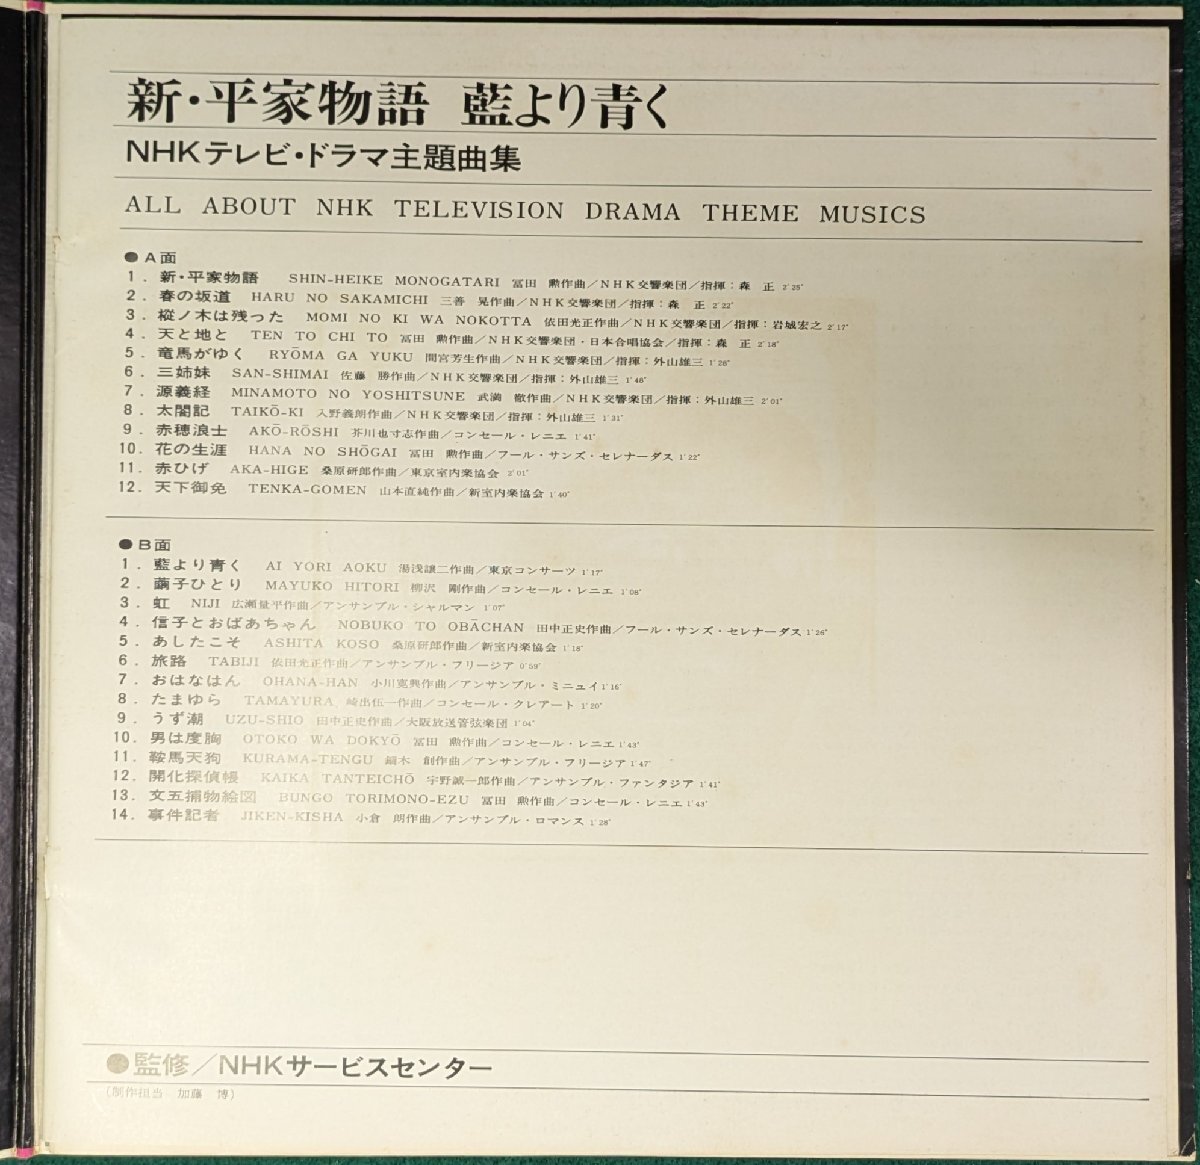 新・平家物語 藍より青く
NHKテレビ・ドラマ主題曲集
ALL ABOUT NHK TELEVISION DRAMA THEME MUSICS
●A面
1. 新・平家物語 SHIN-HEIKE MONOGATARI 冨田 勲作曲/NHK交響楽団/指揮:森 正 2′25″
2. 春の坂道 HARU NO SAKAMICHI 三善 晃作曲/NHK交響楽団/指揮:森 正 2′22″
3. 樅ノ木は残った MOMI NO KI WA NOKOTTA 依田光正作曲/NHK交響楽団/指揮:岩城宏之 2′17″
4. 天と地と TEN TO CHI TO 冨田 勲作曲/NHK交響楽団・日本合唱協会/指揮:森 正 2′18″
5. 竜馬がゆく RYŌMA GA YUKU 間宮芳生作曲/NHK交響楽団/指揮:外山雄三 1′26″
6. 三姉妹 SAN-SHIMAI 佐藤 勝作曲/NHK交響楽団/指揮:外山雄三 1′46″
7. 源義経 MINAMOTO NO YOSHITSUNE 武満 徹作曲/NHK交響楽団/指揮:外山雄三 2′01″
8. 太閤記 TAIKŌ-KI 入野義朗作曲/NHK交響楽団/指揮:外山雄三 1′31″
9. 赤穂浪士 AKŌ-RŌSHI 芥川也寸志作曲/コンセール・レニエ 1′41″
10. 花の生涯 HANA NO SHŌGAI 冨田 勲作曲/フール・サンズ・セレナーダス 1′22″
11. 赤ひげ AKA-HIGE 桑原研郎作曲/東京室内楽協会 2′01″
12. 天下御免 TENKA-GOMEN 山本直純作曲/新室内楽協会 1′40″
●B面
1. 藍より青く AI YORI AOKU 湯浅譲二作曲/東京コンサーツ 1′17″
2. 繭子ひとり MAYUKO HITORI 柳沢 剛作曲/コンセール・レニエ 1′08″
3. 虹 NIJI 広瀬量平作曲/アンサンブル・シャルマン 1′07″
4. 信子とおばあちゃん NOBUKO TO OBĀCHAN 田中正史作曲/フール・サンズ・セレナーダス 1′26″
5. あしたこそ ASHITA KOSO 桑原研郎作曲/新室内楽協会 1′18″
6. 旅路 TABIJI 依田光正作曲/アンサンブル・フリージア 0′59″
7. おはなはん OHANA-HAN 小川寛興作曲/アンサンブル・ミニュイ 1′16″
8. たまゆら TAMAYURA 崎出伍一作曲/コンセール・クレアート 1′20″
9. うず潮 UZU-SHIO 田中正史作曲/大阪放送管弦楽団 1′04″
10. 男は度胸 OTOKO WA DOKYŌ 冨田 勲作曲/コンセール・レニエ 1′43″
11. 鞍馬天狗 KURAMA-TENGU 鏑木 創作曲/アンサンブル・フリージア 1′47″
12. 開化探偵帳 KAIKA TANTEICHŌ 宇野誠一郎作曲/アンサンブル・ファンタジア 1′41″
13. 文五捕物絵図 BUNGO TORIMONO-EZU 冨田 勲作曲/コンセール・レニエ 1′43″
14. 事件記者 JIKEN-KISHA 小倉 朗作曲/アンサンブル・ロマンス 1′28″
●監修/NHKサービスセンター
(制作担当 加藤 博)